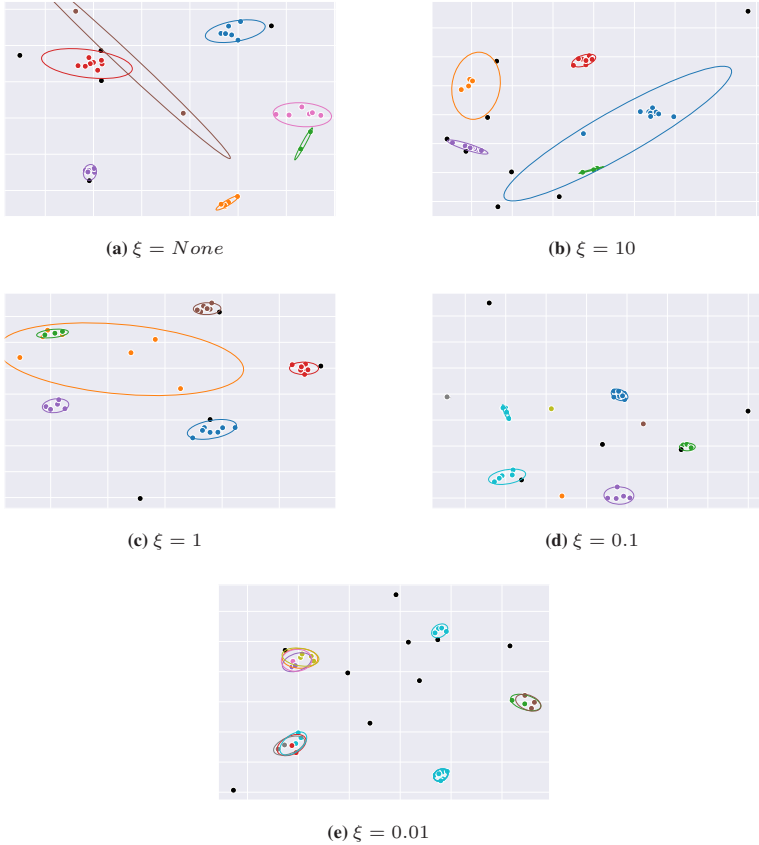 (a) ξ = None
(b) ξ = 10
(c) ξ = 1
(d) ξ = 0.1
(e) ξ = 0.01